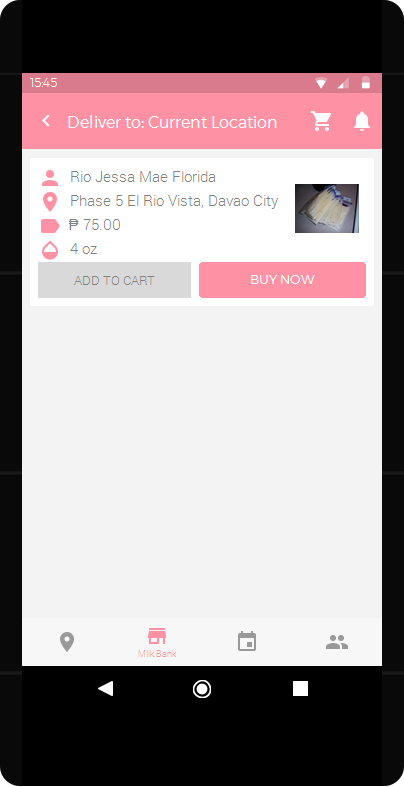 15:45
Deliver to: Current Location
Rio Jessa Mae Florida
Phase 5 El Rio Vista, Davao City
₱ 75.00
4 oz
ADD TO CART
BUY NOW
Milk Bank